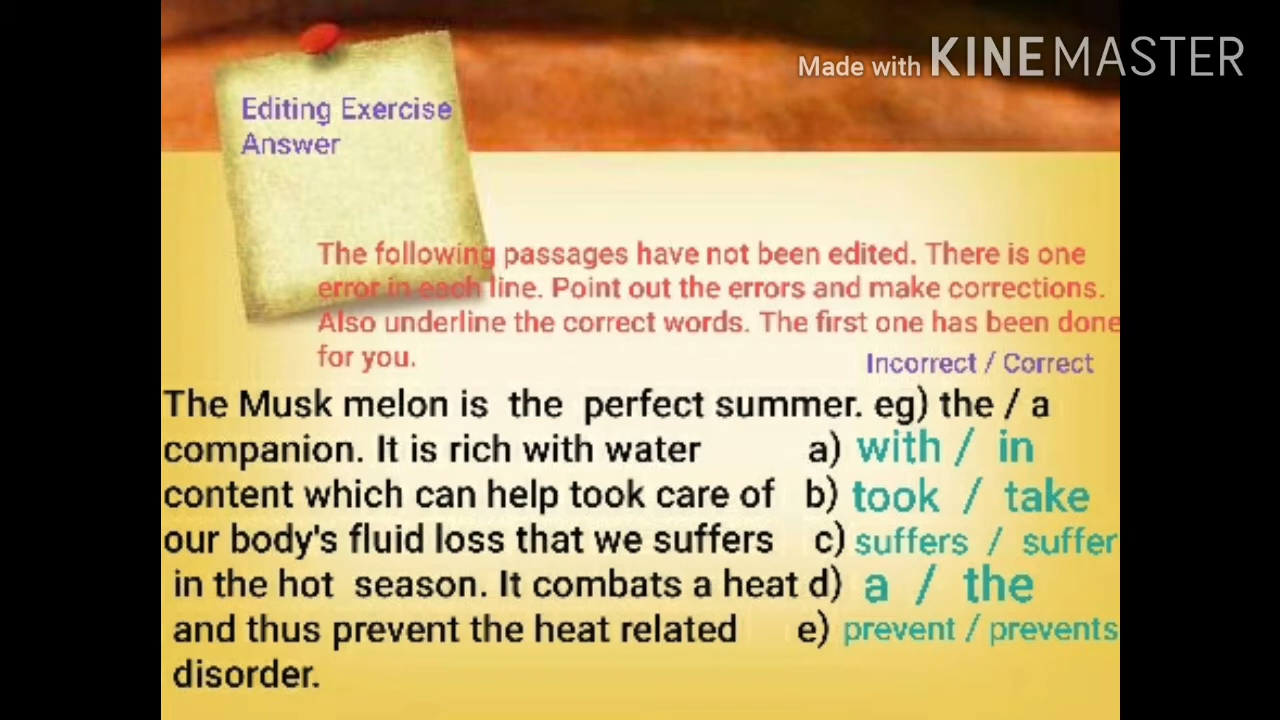 Made with KINEMASTER
Editing Exercise
Answer
The following passages have not been edited. There is one
error in each line. Point out the errors and make corrections.
Also underline the correct words. The first one has been done
for you.
Incorrect / Correct
The Musk melon is the perfect summer. eg) the / a
companion. It is rich with water a) with / in
content which can help took care of b) took / take
our body's fluid loss that we suffers c) suffers / suffer
in the hot season. It combats a heat d) a / the
and thus prevent the heat related e) prevent / prevents
disorder.